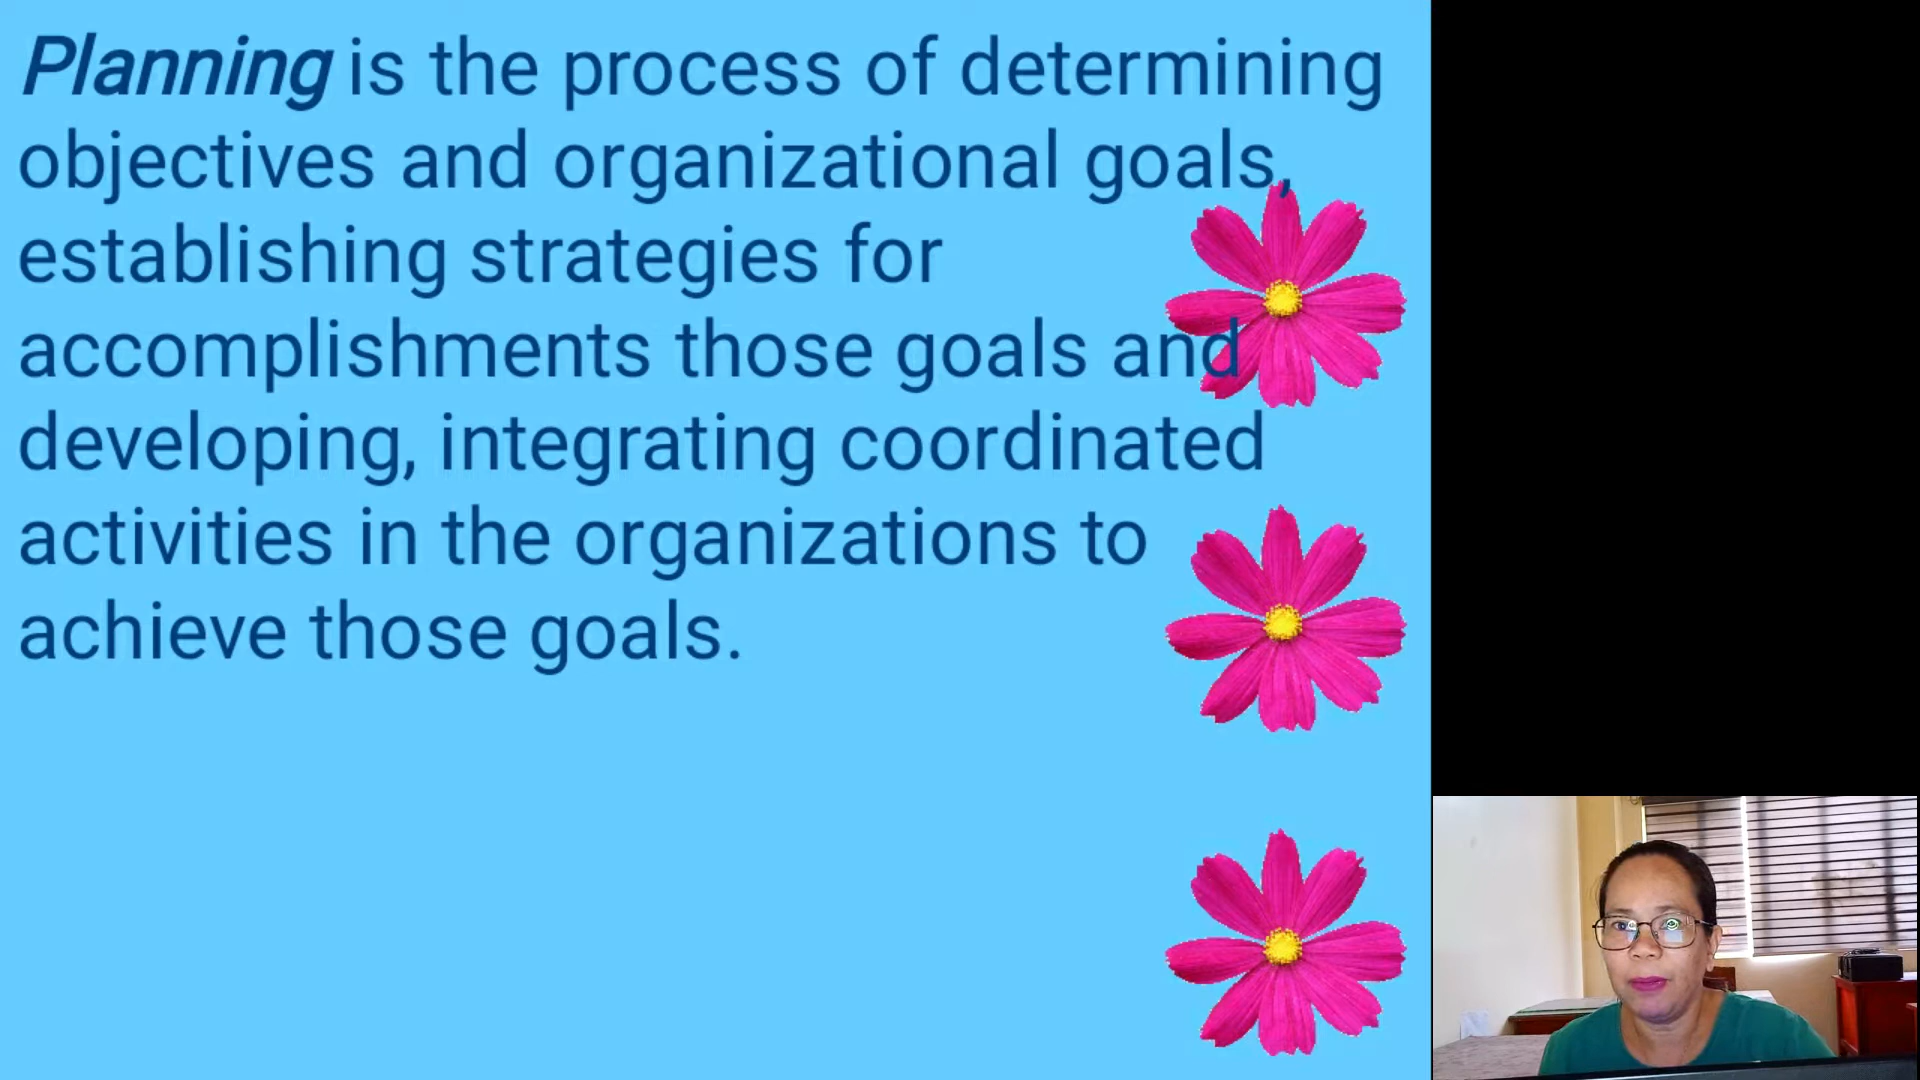 Planning is the process of determining
objectives and organizational goals,
establishing strategies for
accomplishments those goals and
developing, integrating coordinated
activities in the organizations to
achieve those goals.